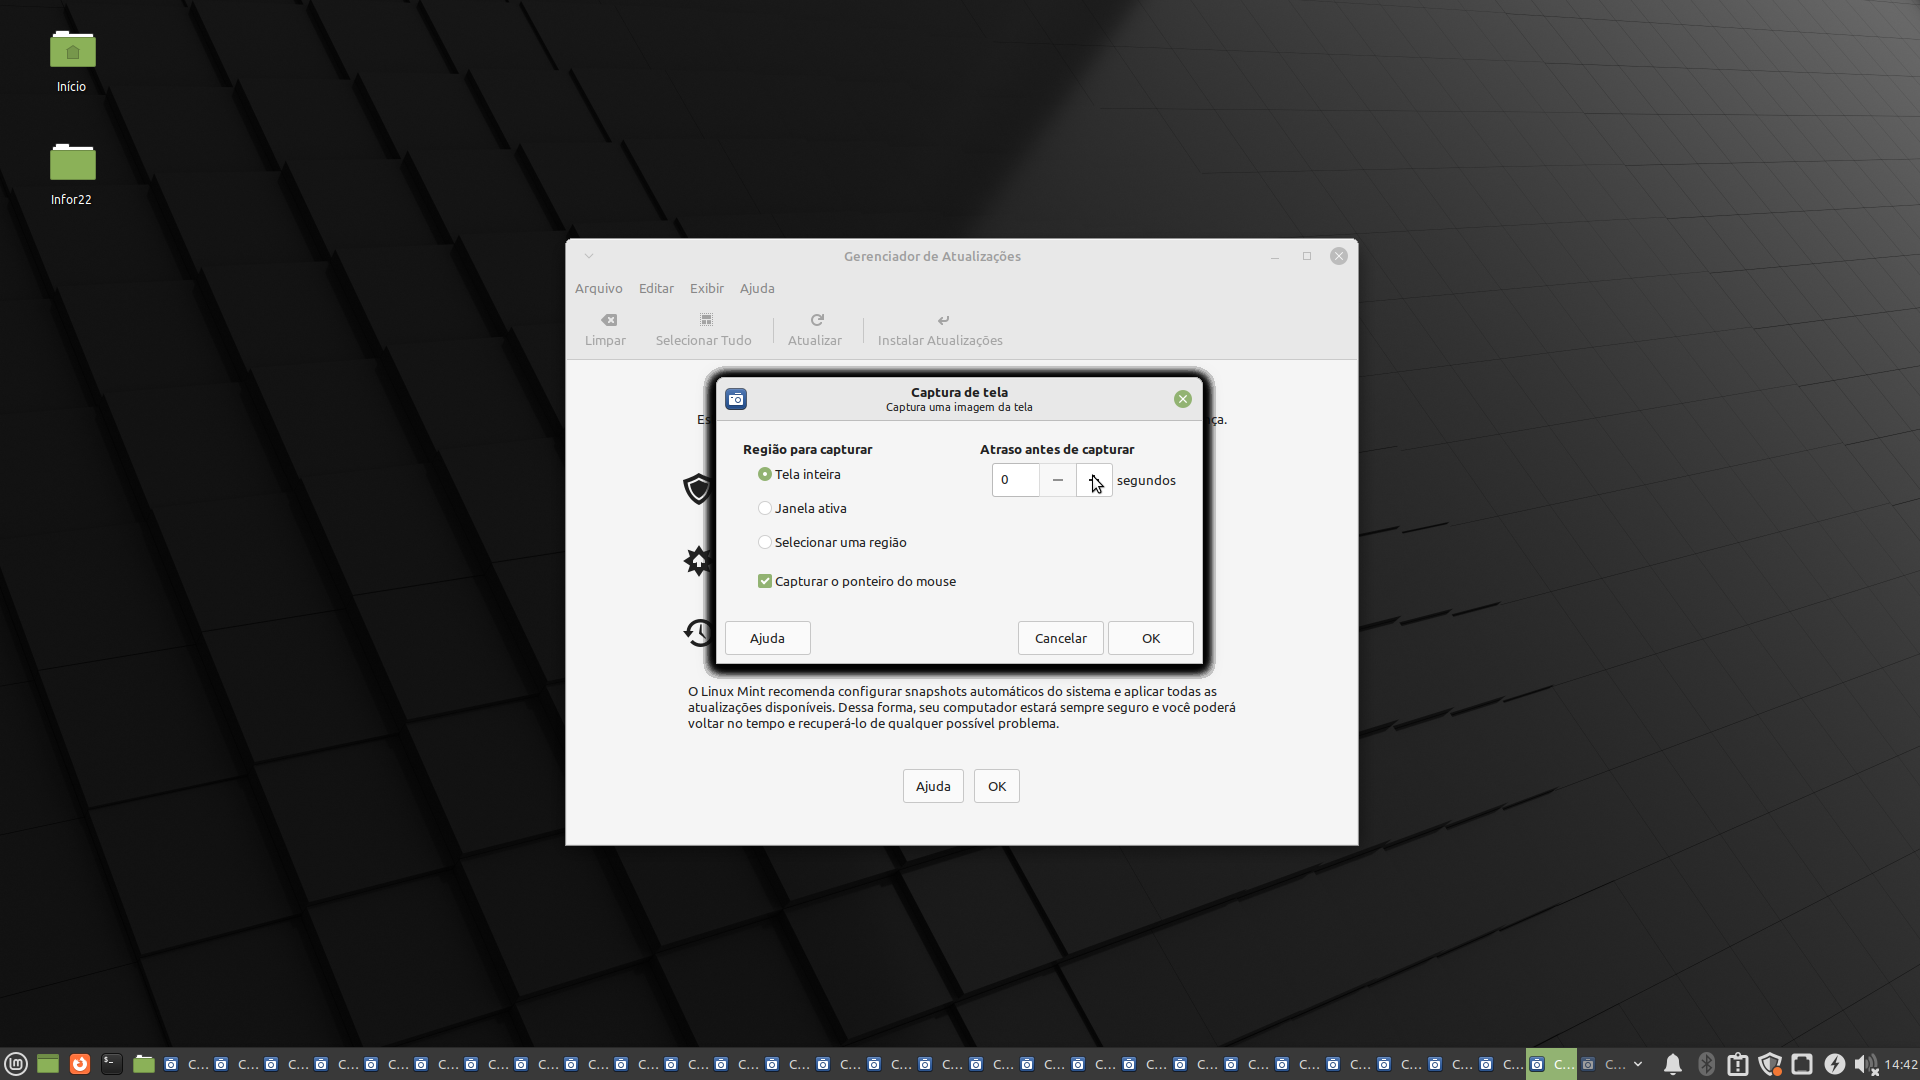 Início
Infor22
Gerenciador de Atualizações
Arquivo Editar Exibir Ajuda
Limpar Selecionar Tudo Atualizar Instalar Atualizações
Captura de tela
Captura uma imagem da tela
Região para capturar
Tela inteira
Janela ativa
Selecionar uma região
Capturar o ponteiro do mouse
Atraso antes de capturar
0 segundos
Ajuda Cancelar OK
O Linux Mint recomenda configurar snapshots automáticos do sistema e aplicar todas as
atualizações disponíveis. Dessa forma, seu computador estará sempre seguro e você poderá
voltar no tempo e recuperá-lo de qualquer possível problema.
Ajuda OK
C... C... C... C... C... C... C... C... C... C... C... C... C... C... C... C... C... C... C... C... C... C... C... C... C... C... C... C... C... 14:42